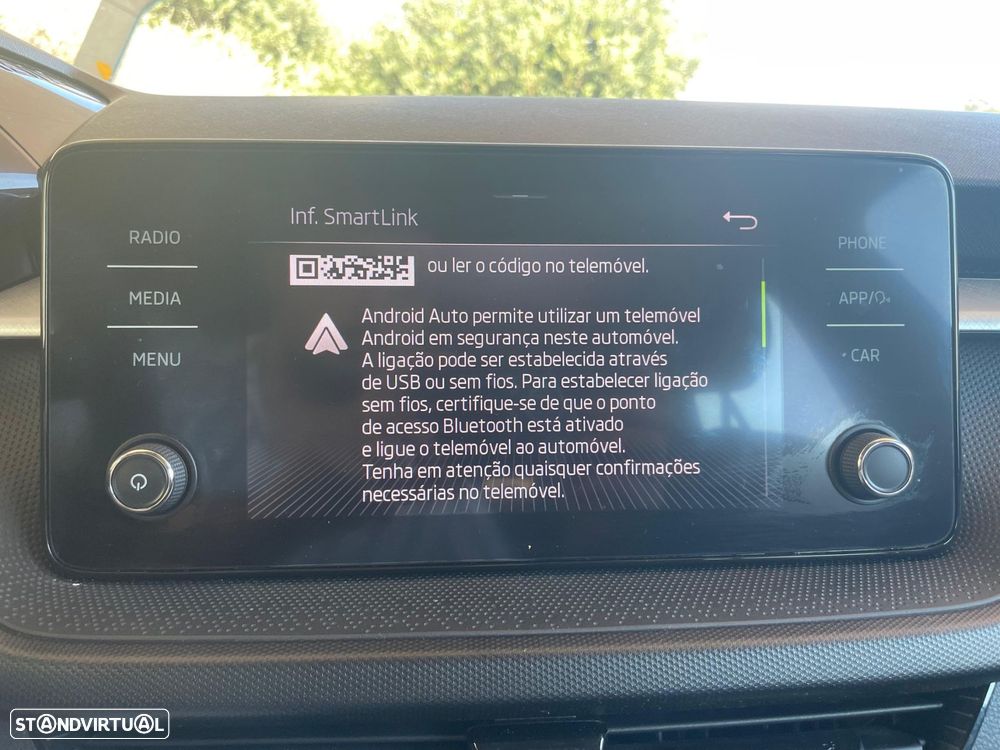 Inf. SmartLink
RADIO
MEDIA
MENU
PHONE
APP/
CAR
ou ler o código no telemóvel.
Android Auto permite utilizar um telemóvel
Android em segurança neste automóvel.
A ligação pode ser estabelecida através
de USB ou sem fios. Para estabelecer ligação
sem fios, certifique-se de que o ponto
de acesso Bluetooth está ativado
e ligue o telemóvel ao automóvel.
Tenha em atenção quaisquer confirmações
necessárias no telemóvel.
STANDVIRTUAL